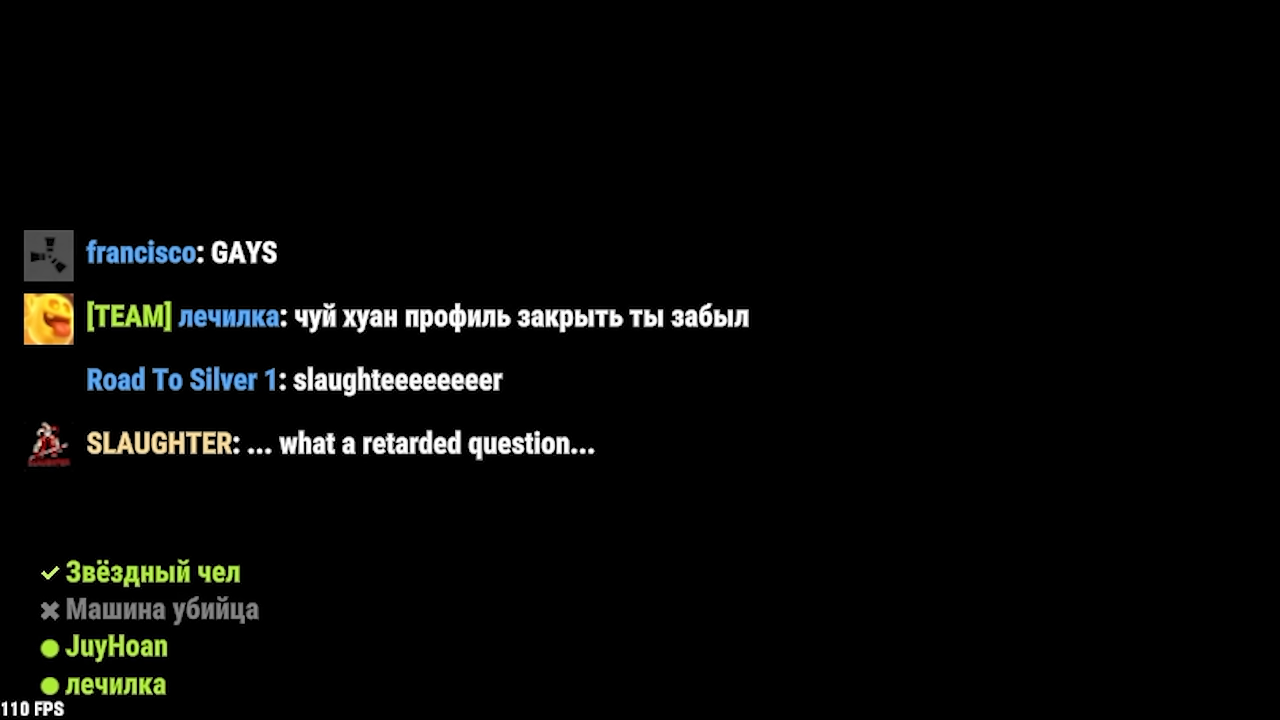 francisco: GAYS
[TEAM] лечилка: чуй хуан профиль закрыть ты забыл
Road To Silver 1: slaughteeeeeeeer
SLAUGHTER: ... what a retarded question...
Звёздный чел
Машина убийца
JuyHoan
лечилка
110 FPS